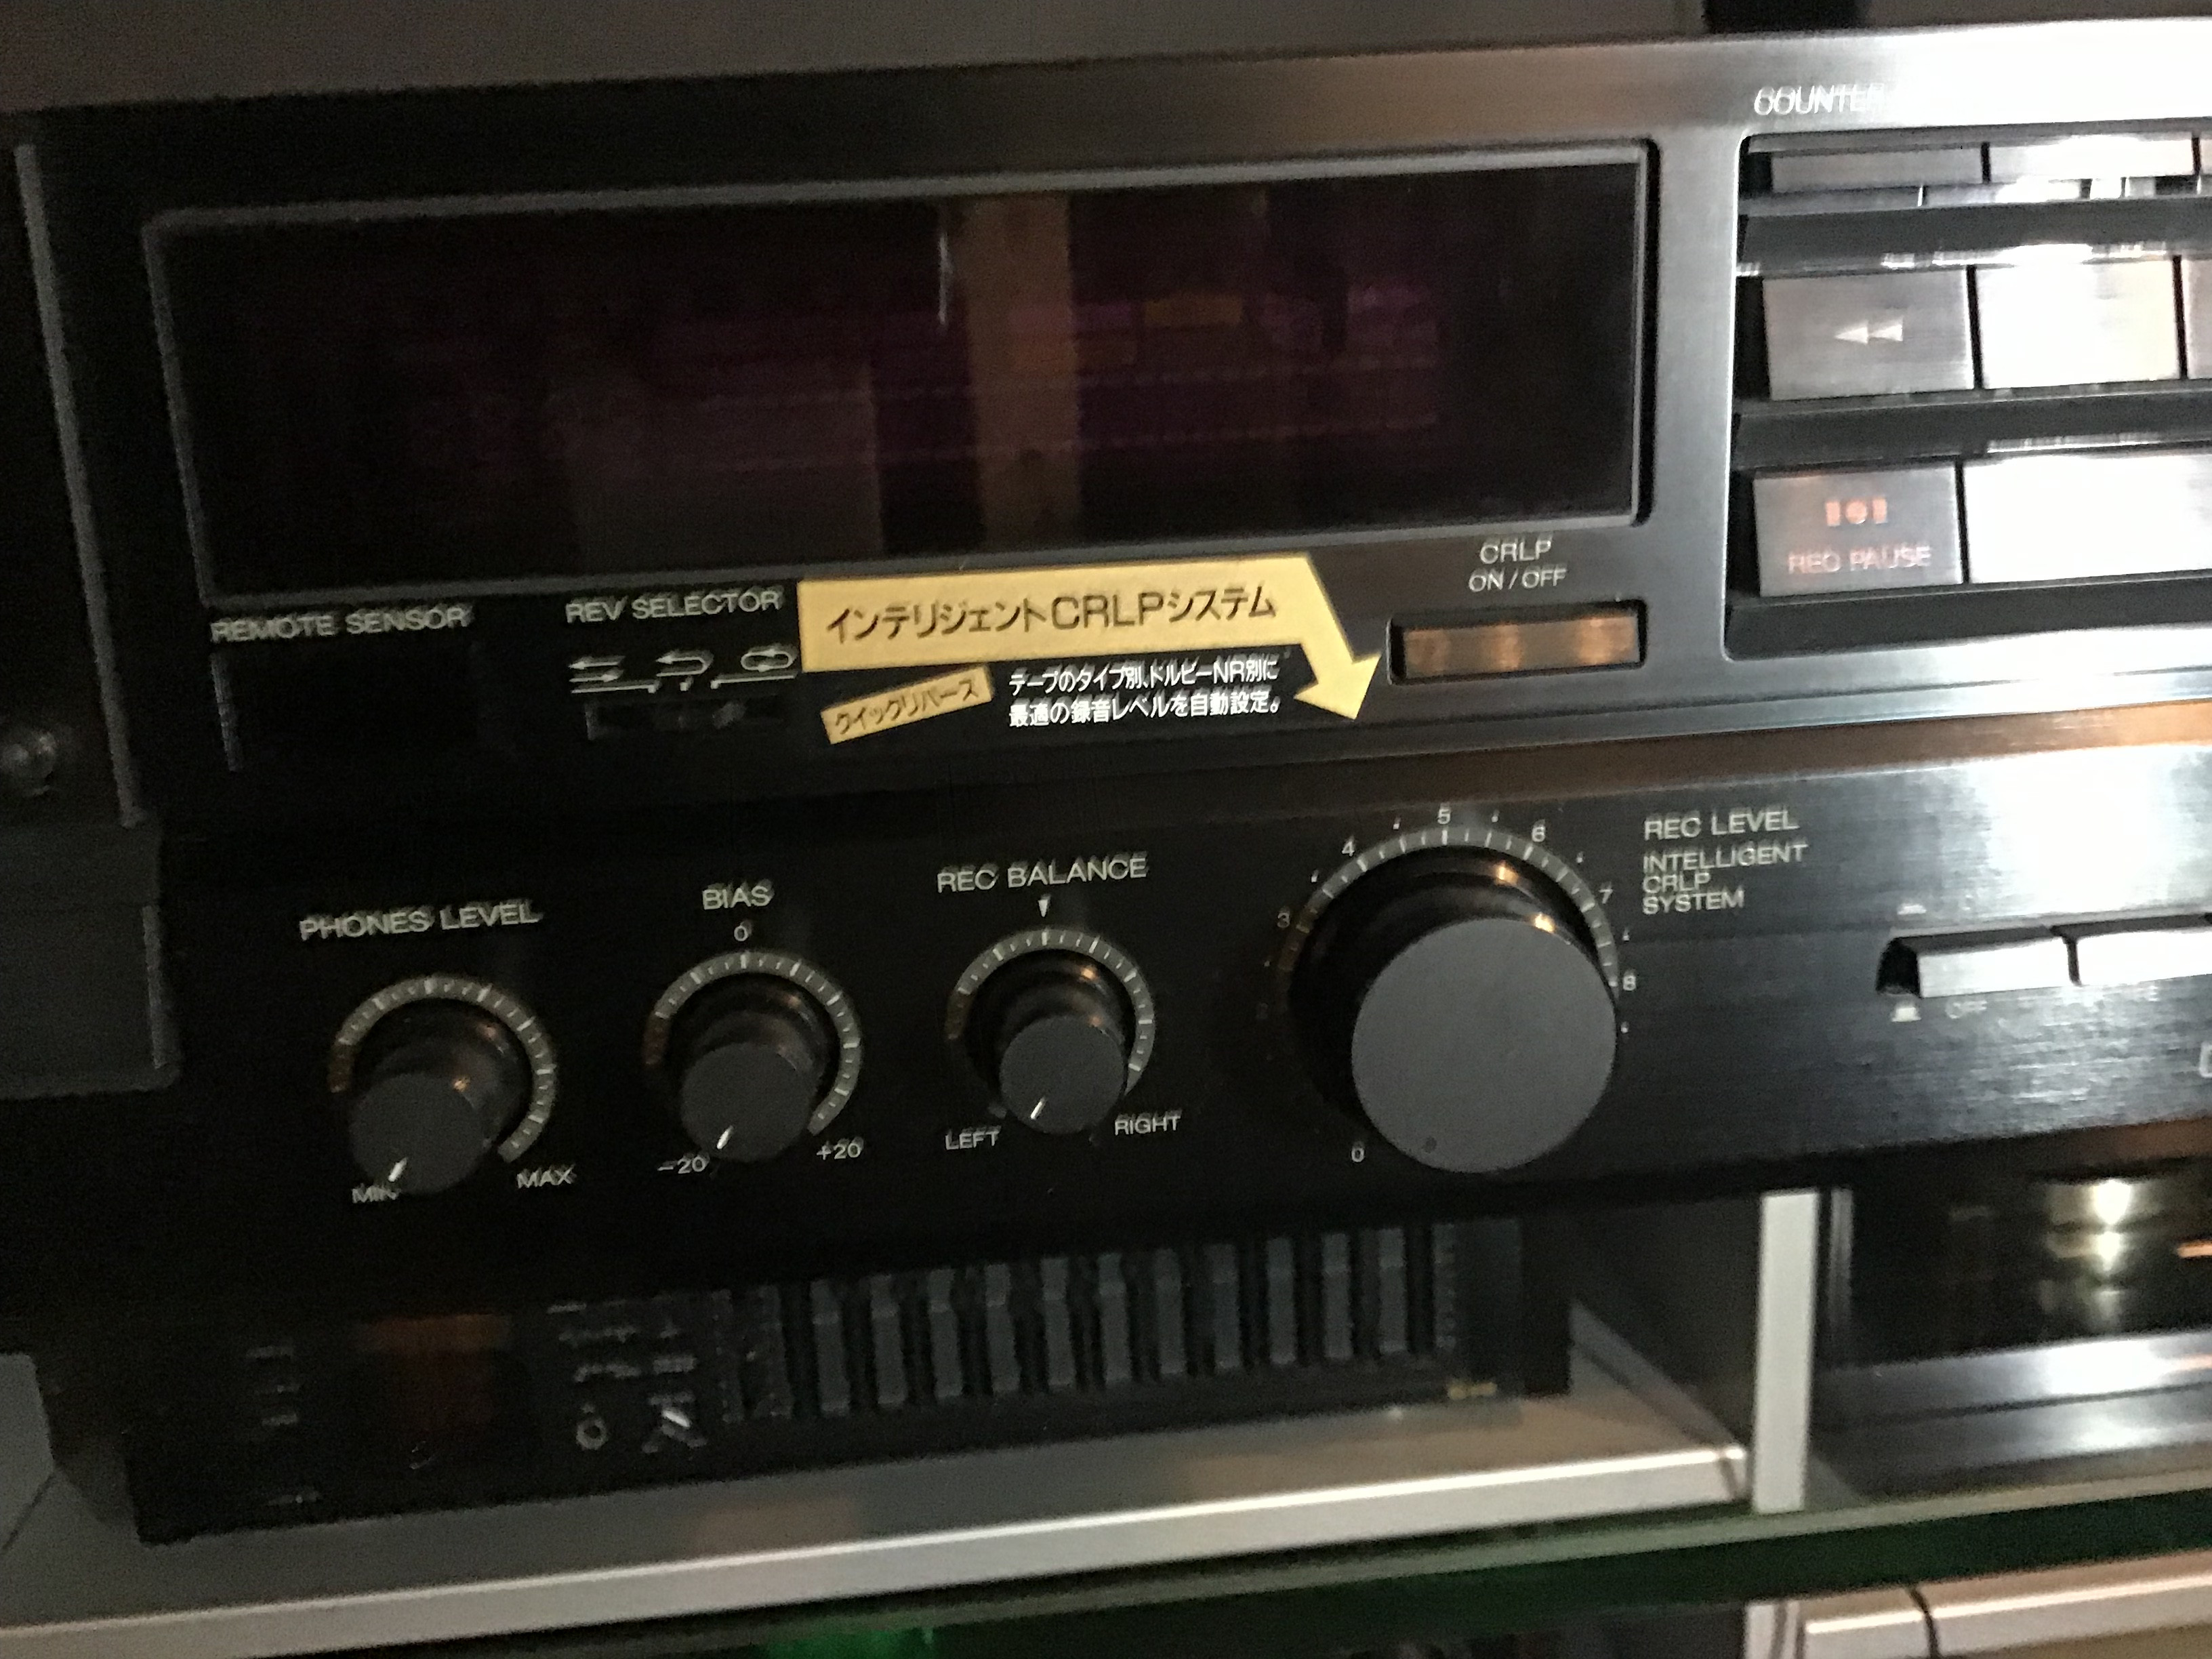 COUNTER
REC PAUSE
CRLP
ON / OFF
REMOTE SENSOR
REV SELECTOR
インテリジェントCRLPシステム
クイックリバース
テープのタイプ別、ドルビーNR別に
最適の録音レベルを自動設定。
REC LEVEL
INTELLIGENT
CRLP
SYSTEM
PHONES LEVEL
MIN
MAX
BIAS
0
-20
+20
REC BALANCE
LEFT
RIGHT
0
3
4
5
6
7
8
OFF